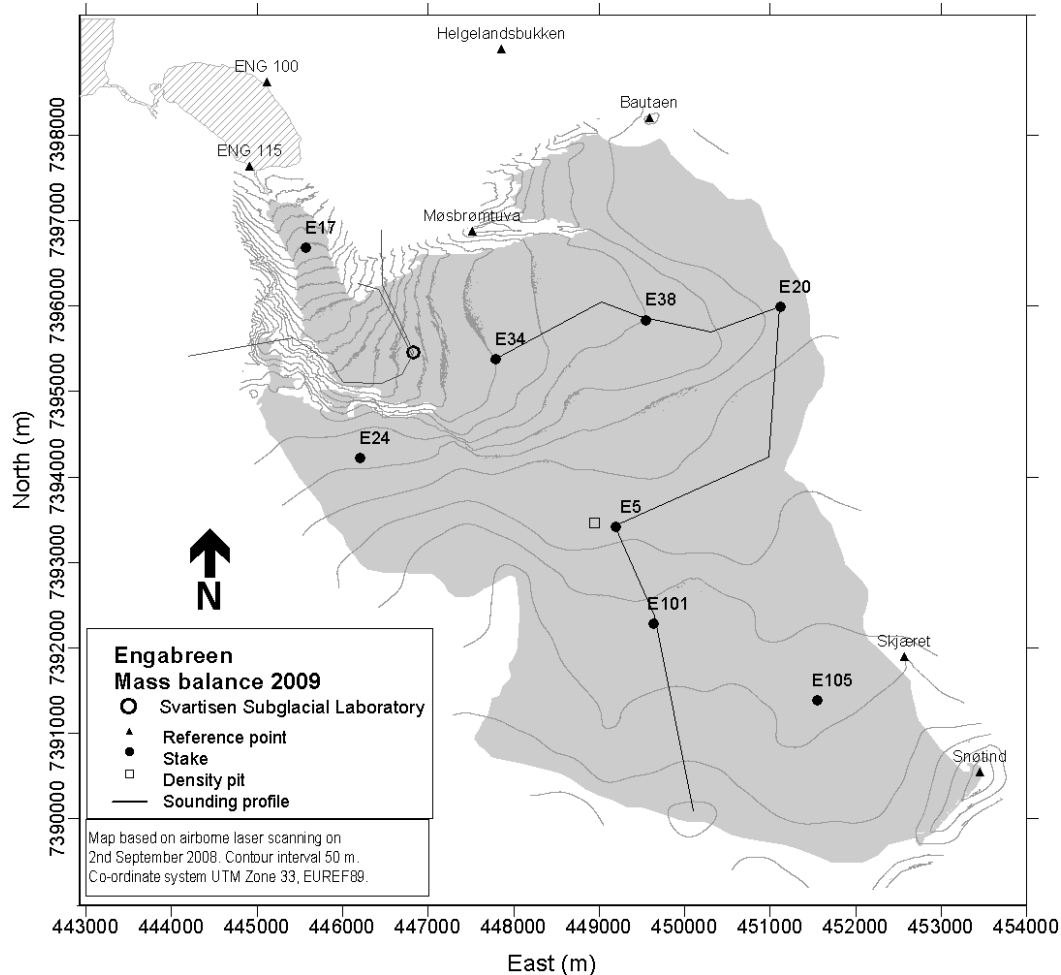 Helgelandsbukken
ENG 100
Bautaen
ENG 115
Møsbrømtuva
E17
E20
E38
E34
E24
E5
E101
Skjæret
E105
Snøtind
N
Engabreen
Mass balance 2009
Svartisen Subglacial Laboratory
Reference point
Stake
Density pit
Sounding profile
Map based on airborne laser scanning on
2nd September 2008. Contour interval 50 m.
Co-ordinate system UTM Zone 33, EUREF89.
North (m)
7398000
7397000
7396000
7395000
7394000
7393000
7392000
7391000
7390000
443000 444000 445000 446000 447000 448000 449000 450000 451000 452000 453000 454000
East (m)